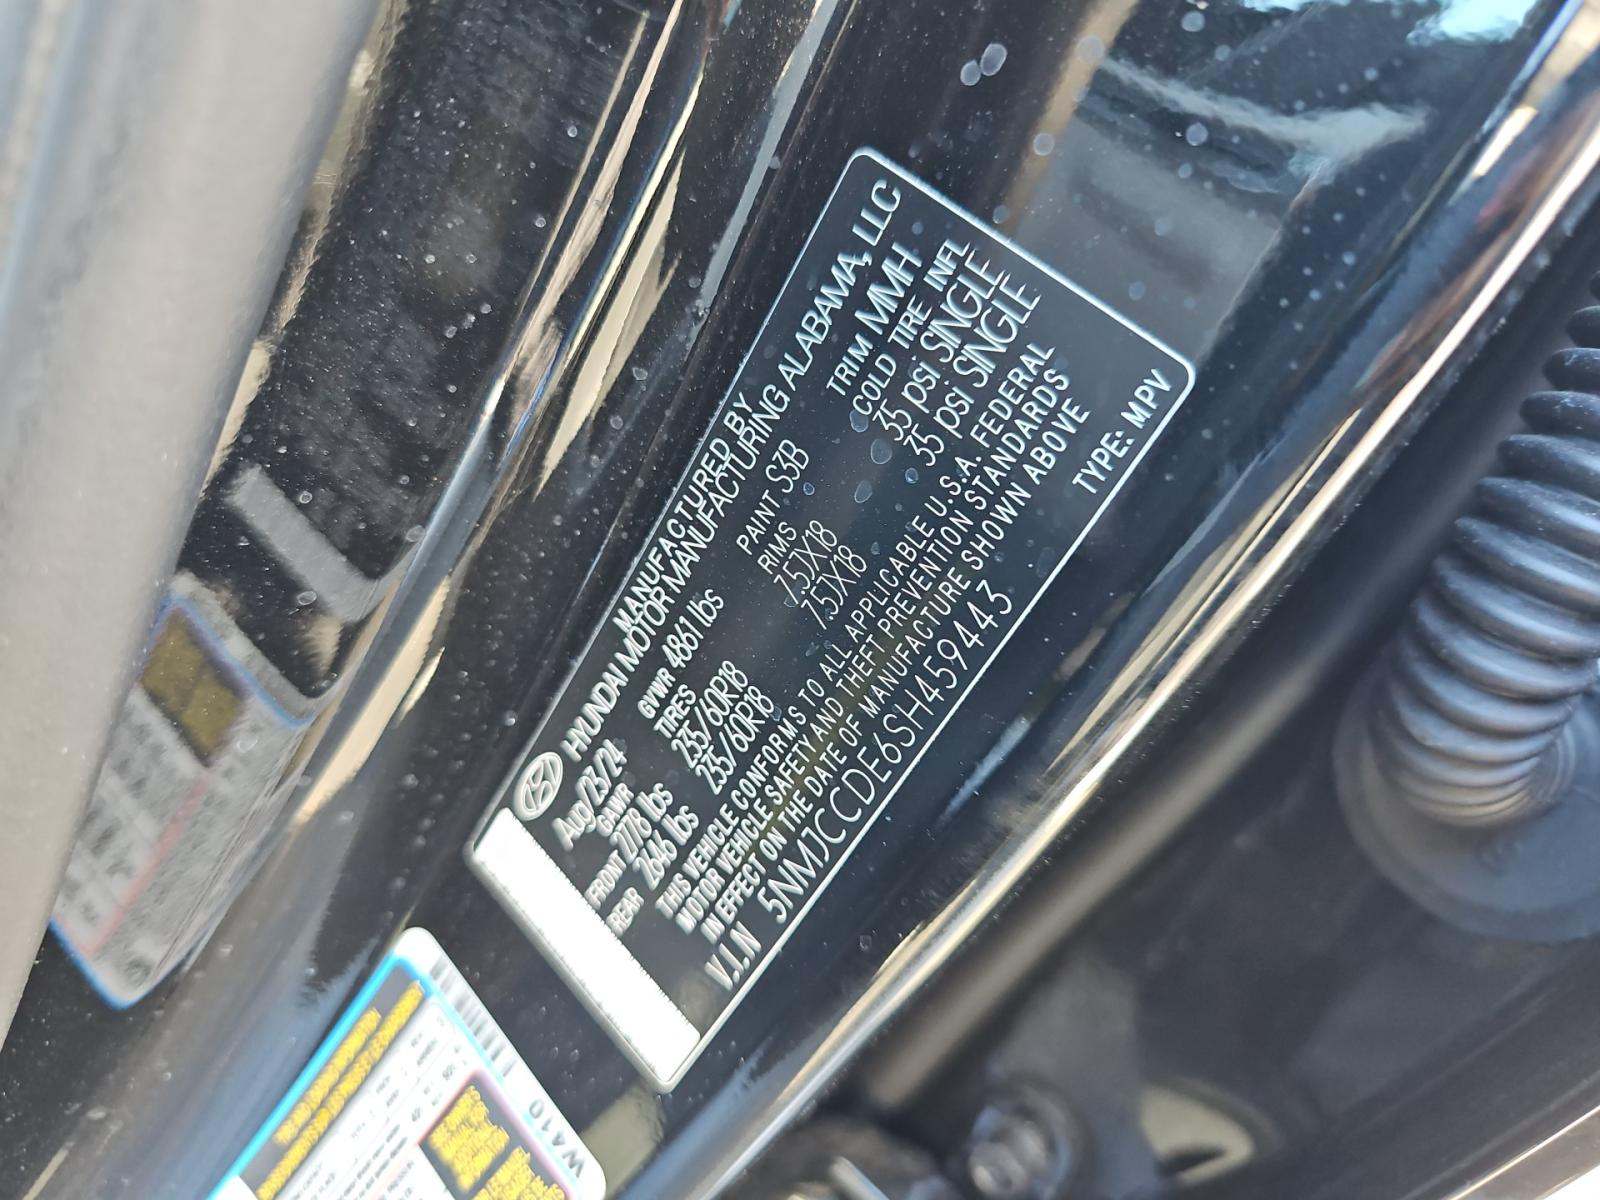 MANUFACTURED BY
HYUNDAI MOTOR MANUFACTURING ALABAMA, LLC
AUG/23/24 GVWR 4861 lbs PAINT S3B TRIM MMH
GAWR TIRES RIMS COLD TIRE INFL
FRONT 2778 lbs 235/60R18 7.5JX18 35 psi SINGLE
REAR 2646 lbs 235/60R18 7.5JX18 35 psi SINGLE
THIS VEHICLE CONFORMS TO ALL APPLICABLE U.S.A. FEDERAL
MOTOR VEHICLE SAFETY AND THEFT PREVENTION STANDARDS
IN EFFECT ON THE DATE OF MANUFACTURE SHOWN ABOVE
V.I.N 5NMJCCDE6SH459443 TYPE: MPV
W410